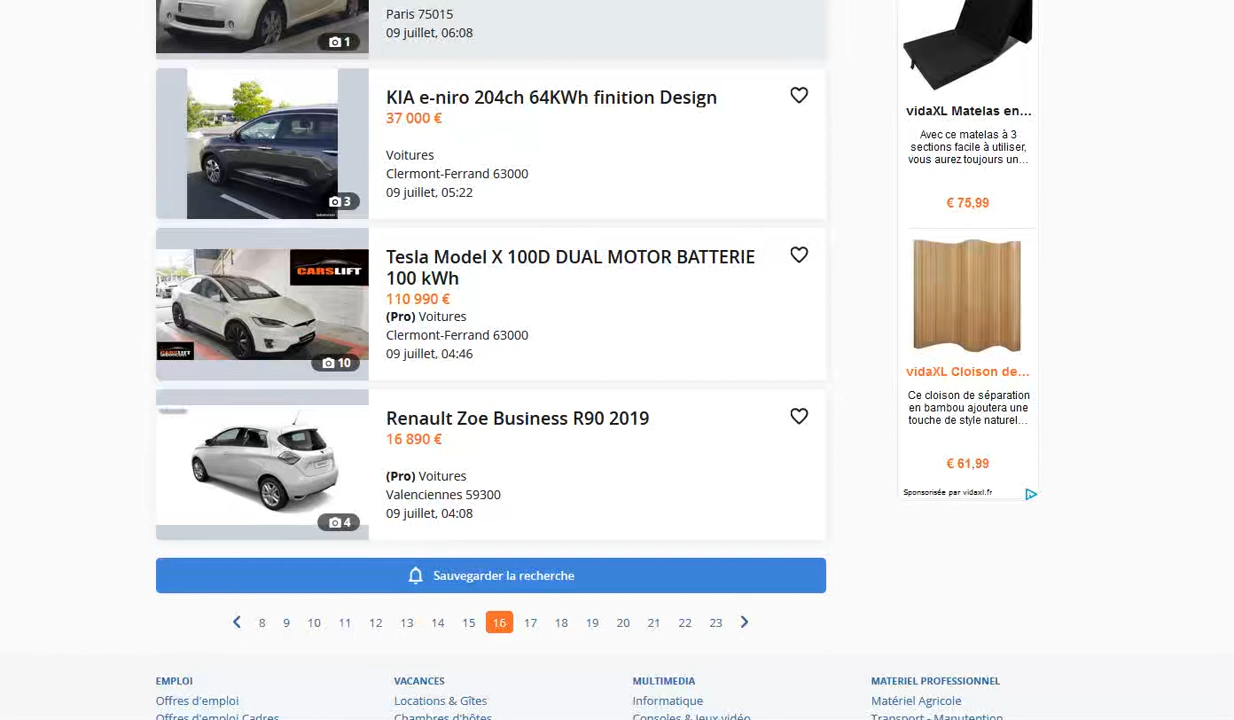 Paris 75015
09 juillet, 06:08
1
KIA e-niro 204ch 64KWh finition Design
37 000 €
Voitures
Clermont-Ferrand 63000
09 juillet, 05:22
3
CARSLIFT
Tesla Model X 100D DUAL MOTOR BATTERIE
100 kWh
110 990 €
(Pro) Voitures
Clermont-Ferrand 63000
09 juillet, 04:46
CARSLIFT
10
Renault Zoe Business R90 2019
16 890 €
(Pro) Voitures
Valenciennes 59300
09 juillet, 04:08
4
Sauvegarder la recherche
8 9 10 11 12 13 14 15 16 17 18 19 20 21 22 23
vidaXL Matelas en...
Avec ce matelas à 3
sections facile à utiliser,
vous aurez toujours un...
€ 75,99
vidaXL Cloison de...
Ce cloison de séparation
en bambou ajoutera une
touche de style naturel...
€ 61,99
Sponsorisée par vidaxl.fr
EMPLOI
Offres d'emploi
Offres d'emploi Cadres
VACANCES
Locations & Gîtes
Chambres d'hôtes
MULTIMEDIA
Informatique
Consoles & Jeux vidéo
MATERIEL PROFESSIONNEL
Matériel Agricole
Transport - Manutention